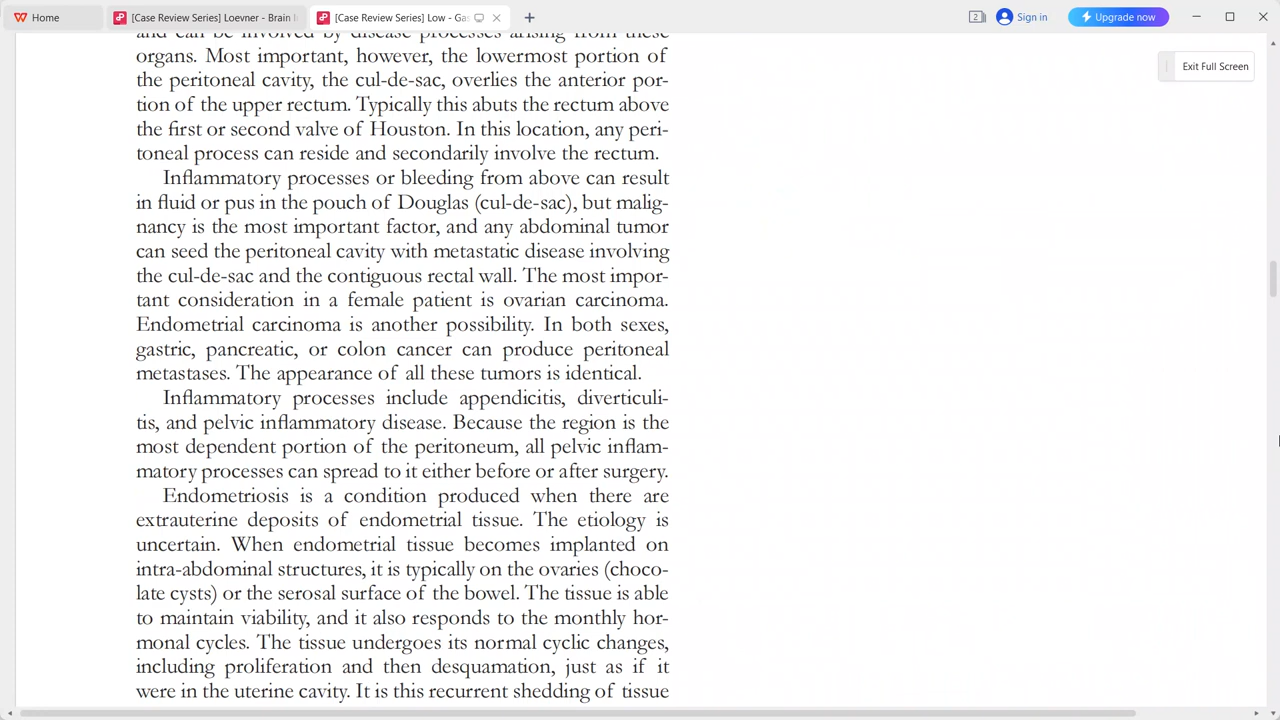 Home
[Case Review Series] Loevner - Brain I
[Case Review Series] Low - Gas
2
Sign in
Upgrade now
Exit Full Screen
and can be involved by disease processes arising from these
organs. Most important, however, the lowermost portion of
the peritoneal cavity, the cul-de-sac, overlies the anterior por-
tion of the upper rectum. Typically this abuts the rectum above
the first or second valve of Houston. In this location, any peri-
toneal process can reside and secondarily involve the rectum.
Inflammatory processes or bleeding from above can result
in fluid or pus in the pouch of Douglas (cul-de-sac), but malig-
nancy is the most important factor, and any abdominal tumor
can seed the peritoneal cavity with metastatic disease involving
the cul-de-sac and the contiguous rectal wall. The most impor-
tant consideration in a female patient is ovarian carcinoma.
Endometrial carcinoma is another possibility. In both sexes,
gastric, pancreatic, or colon cancer can produce peritoneal
metastases. The appearance of all these tumors is identical.
Inflammatory processes include appendicitis, diverticuli-
tis, and pelvic inflammatory disease. Because the region is the
most dependent portion of the peritoneum, all pelvic inflam-
matory processes can spread to it either before or after surgery.
Endometriosis is a condition produced when there are
extrauterine deposits of endometrial tissue. The etiology is
uncertain. When endometrial tissue becomes implanted on
intra-abdominal structures, it is typically on the ovaries (choco-
late cysts) or the serosal surface of the bowel. The tissue is able
to maintain viability, and it also responds to the monthly hor-
monal cycles. The tissue undergoes its normal cyclic changes,
including proliferation and then desquamation, just as if it
were in the uterine cavity. It is this recurrent shedding of tissue